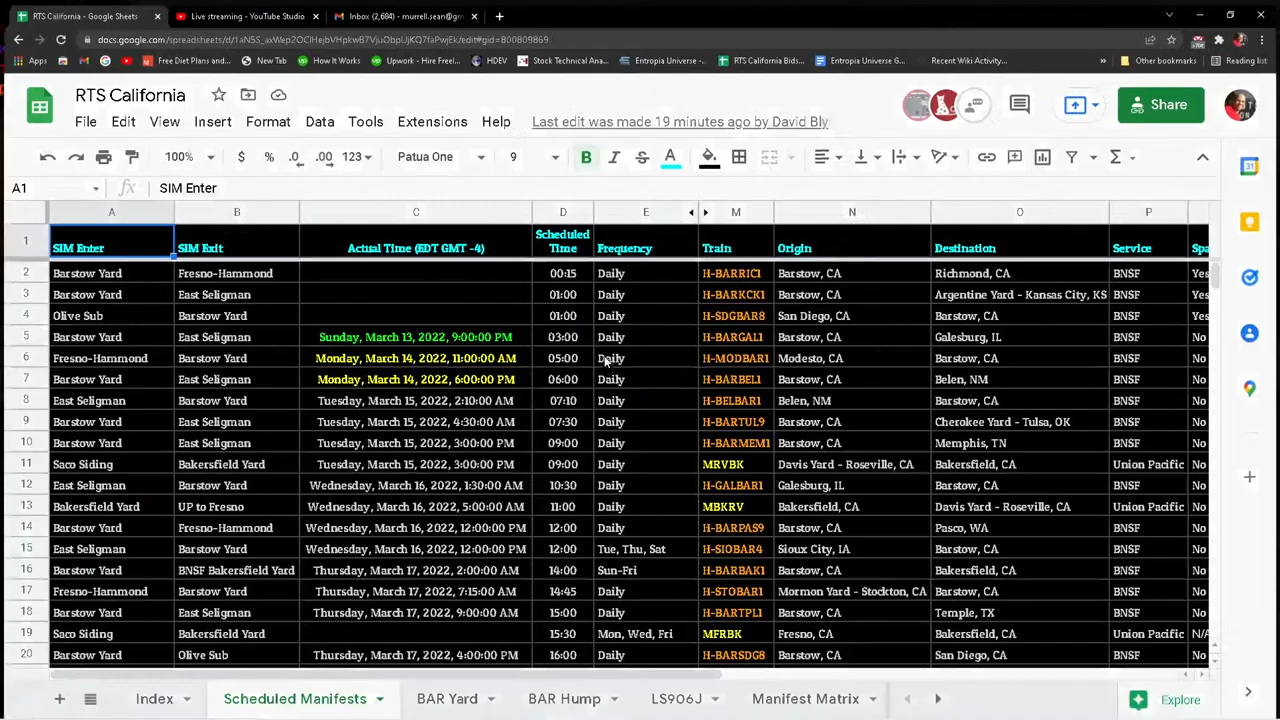 RTS California - Google Sheets
Live streaming - YouTube Studio
Inbox (2,684) - murrell.sean@gm
docs.google.com/spreadsheets/d/
Apps Free Diet Plans and... New Tab How It Works Upwork - Hire Freel... HDEV Stock Technical Ana... Entropia Universe -... RTS California Bids... Entropia Universe G... Recent Wiki Activity... » Other bookmarks Reading list
RTS California
Share
File Edit View Insert Format Data Tools Extensions Help Last edit was made 19 minutes ago by David Bly
100% $ % .0 .00 123 Patua One 9 B I S A Σ
A1 fx SIM Enter
A B C D E M N O P
1 SIM Enter SIM Exit Actual Time (EDT GMT -4) Scheduled Time Frequency Train Origin Destination Service Spa
2 Barstow Yard Fresno-Hammond 00:15 Daily H-BARRIC1 Barstow, CA Richmond, CA BNSF Yes
3 Barstow Yard East Seligman 01:00 Daily H-BARKCK1 Barstow, CA Argentine Yard - Kansas City, KS BNSF Yes
4 Olive Sub Barstow Yard 01:00 Daily H-SDGBAR8 San Diego, CA Barstow, CA BNSF Yes
5 Barstow Yard East Seligman Sunday, March 13, 2022, 9:00:00 PM 03:00 Daily H-BARGAL1 Barstow, CA Galesburg, IL BNSF No
6 Fresno-Hammond Barstow Yard Monday, March 14, 2022, 11:00:00 AM 05:00 Daily H-MODBAR1 Modesto, CA Barstow, CA BNSF No
7 Barstow Yard East Seligman Monday, March 14, 2022, 6:00:00 PM 06:00 Daily H-BARBEL1 Barstow, CA Belen, NM BNSF No
8 East Seligman Barstow Yard Tuesday, March 15, 2022, 2:10:00 AM 07:10 Daily H-BELBAR1 Belen, NM Barstow, CA BNSF No
9 Barstow Yard East Seligman Tuesday, March 15, 2022, 4:30:00 AM 07:30 Daily H-BARTUL9 Barstow, CA Cherokee Yard - Tulsa, OK BNSF No
10 Barstow Yard East Seligman Tuesday, March 15, 2022, 3:00:00 AM 09:00 Daily H-BARMEM1 Barstow, CA Memphis, TN BNSF No
11 Saco Siding Bakersfield Yard Tuesday, March 15, 2022, 3:00:00 PM 09:00 Daily MRVBK Davis Yard - Roseville, CA Bakersfield, CA Union Pacific No
12 East Seligman Barstow Yard Wednesday, March 16, 2022, 1:30:00 AM 10:30 Daily H-GALBAR1 Galesburg, IL Barstow, CA BNSF No
13 Bakersfield Yard UP to Fresno Wednesday, March 16, 2022, 5:00:00 AM 11:00 Daily MBKRV Bakersfield, CA Davis Yard - Roseville, CA Union Pacific No
14 Barstow Yard Fresno-Hammond Wednesday, March 16, 2022, 12:00:00 PM 12:00 Daily H-BARPAS9 Barstow, CA Pasco, WA BNSF No
15 East Seligman Barstow Yard Wednesday, March 16, 2022, 12:00:00 PM 12:00 Tue, Thu, Sat H-SIOBAR4 Sioux City, IA Barstow, CA BNSF No
16 Barstow Yard BNSF Bakersfield Yard Thursday, March 17, 2022, 2:00:00 AM 14:00 Sun-Fri H-BARBAK1 Barstow, CA Bakersfield, CA BNSF No
17 Fresno-Hammond Barstow Yard Thursday, March 17, 2022, 7:15:00 AM 14:45 Daily H-STOBAR1 Mormon Yard - Stockton, CA Barstow, CA BNSF No
18 Barstow Yard East Seligman Thursday, March 17, 2022, 9:00:00 AM 15:00 Daily H-BARTPL1 Barstow, CA Temple, TX BNSF No
19 Saco Siding Bakersfield Yard 15:30 Mon, Wed, Fri MFRBK Fresno, CA Bakersfield, CA Union Pacific N/A
20 Barstow Yard Olive Sub Thursday, March 17, 2022, 4:00:00 PM 16:00 Daily H-BARSDG8 Barstow, CA San Diego, CA BNSF No
Index Scheduled Manifests BAR Yard BAR Hump LS906J Manifest Matrix Explore